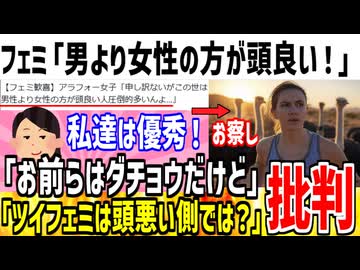 フェミ「男より女性の方が頭良い！」
【フェミ歓喜】アラフォー女子「申し訳ないがこの世は
男性より女性の方が頭良い人圧倒的多いんよ...」
私達は優秀！
お察し
「お前らはダチョウだけど」
「ツイフェミは頭悪い側では？」
批判